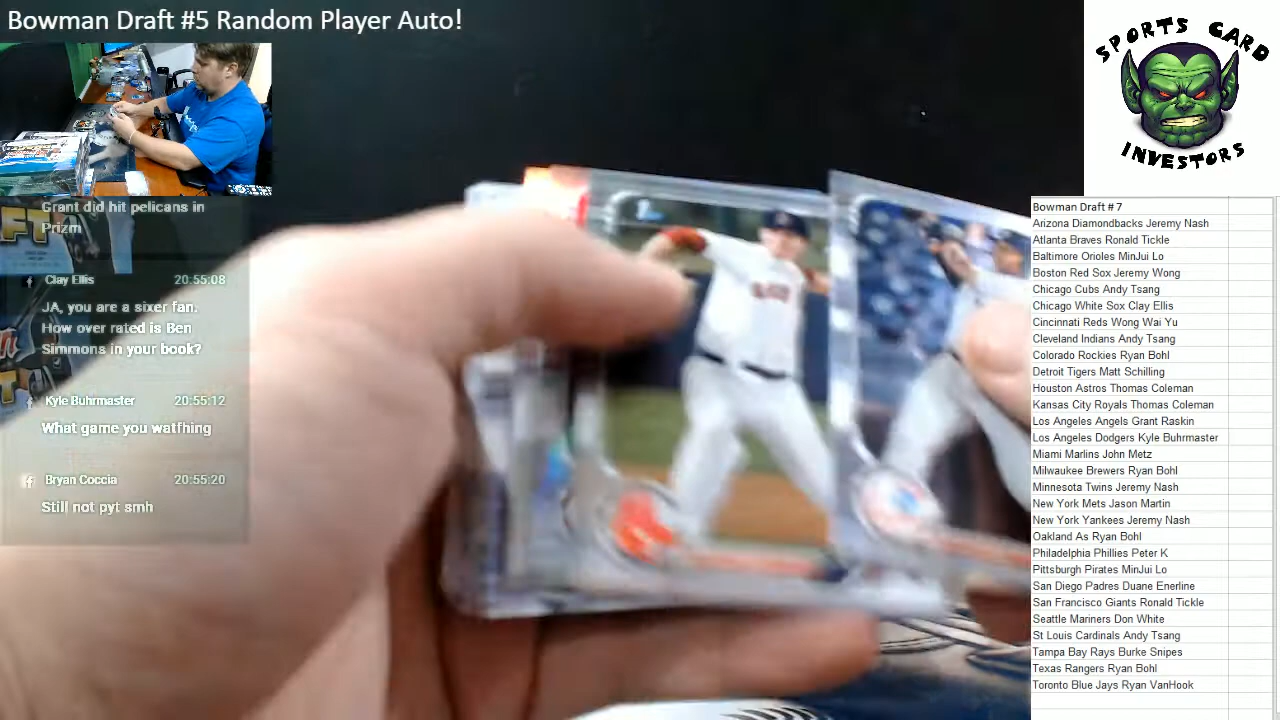 Bowman Draft #5 Random Player Auto!
SPORTS CARD
INVESTORS
Grant did hit pelicans in
Prizm
Clay Ellis 20:55:08
JA, you are a sixer fan.
How over rated is Ben
Simmons in your book?
Kyle Buhrmaster 20:55:12
What game you watfhing
Bryan Coccia 20:55:20
Still not pyt smh
Bowman Draft # 7
Arizona Diamondbacks Jeremy Nash
Atlanta Braves Ronald Tickle
Baltimore Orioles MinJui Lo
Boston Red Sox Jeremy Wong
Chicago Cubs Andy Tsang
Chicago White Sox Clay Ellis
Cincinnati Reds Wong Wai Yu
Cleveland Indians Andy Tsang
Colorado Rockies Ryan Bohl
Detroit Tigers Matt Schilling
Houston Astros Thomas Coleman
Kansas City Royals Thomas Coleman
Los Angeles Angels Grant Raskin
Los Angeles Dodgers Kyle Buhrmaster
Miami Marlins John Metz
Milwaukee Brewers Ryan Bohl
Minnesota Twins Jeremy Nash
New York Mets Jason Martin
New York Yankees Jeremy Nash
Oakland As Ryan Bohl
Philadelphia Phillies Peter K
Pittsburgh Pirates MinJui Lo
San Diego Padres Duane Enerline
San Francisco Giants Ronald Tickle
Seattle Mariners Don White
St Louis Cardinals Andy Tsang
Tampa Bay Rays Burke Snipes
Texas Rangers Ryan Bohl
Toronto Blue Jays Ryan VanHook